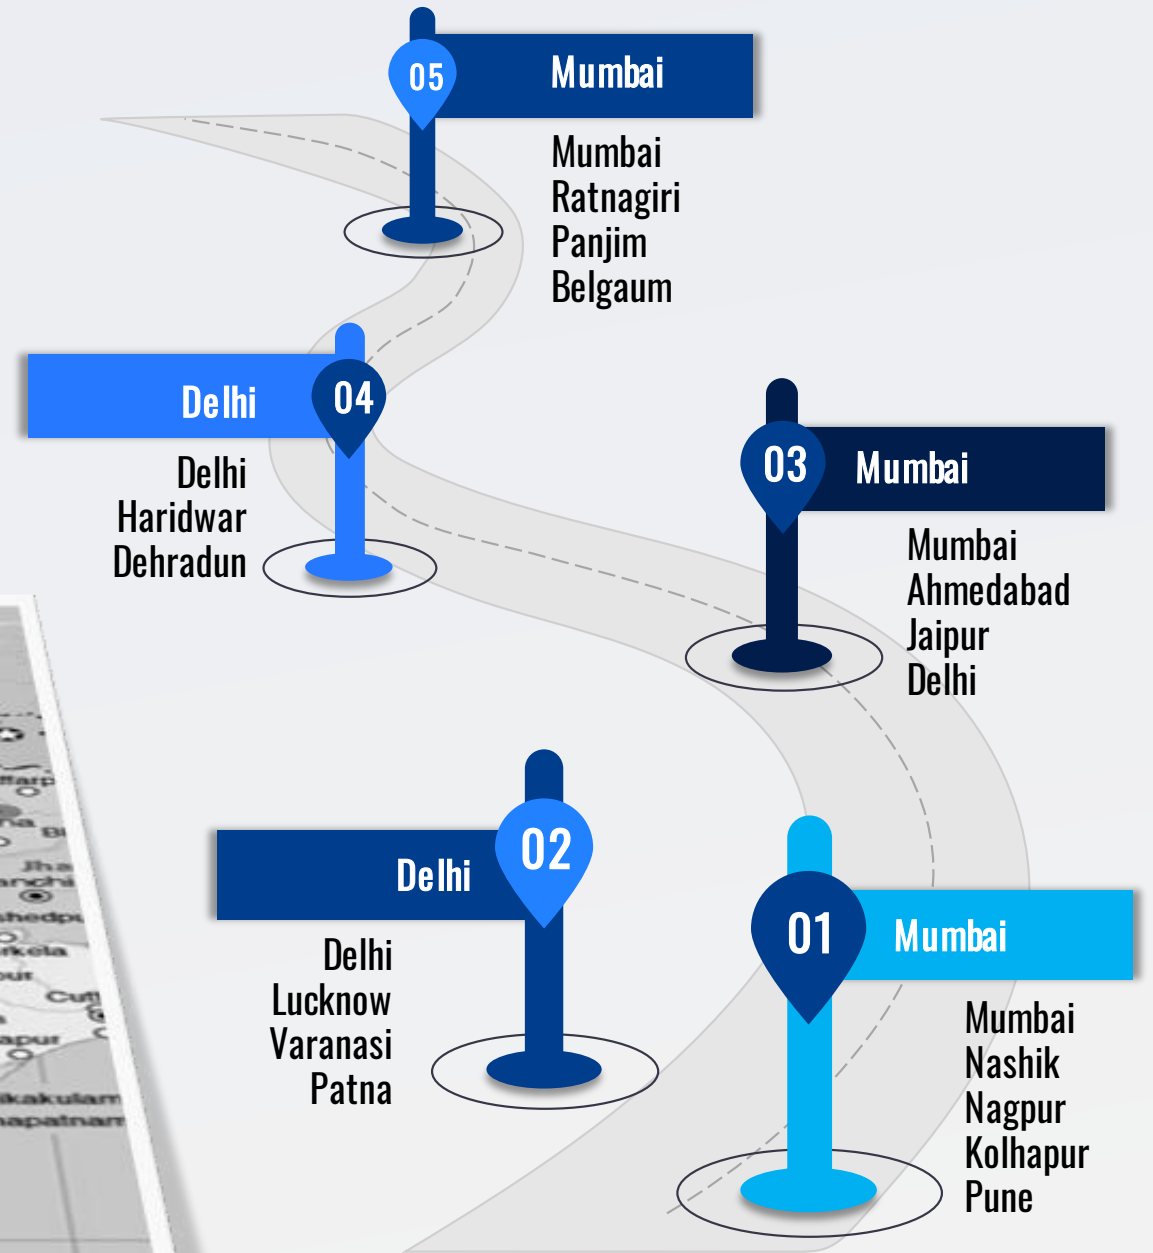 05
Mumbai
Mumbai
Ratnagiri
Panjim
Belgaum
04
Delhi
Delhi
Haridwar
Dehradun
03
Mumbai
Mumbai
Ahmedabad
Jaipur
Delhi
02
Delhi
Delhi
Lucknow
Varanasi
Patna
01
Mumbai
Mumbai
Nashik
Nagpur
Kolhapur
Pune